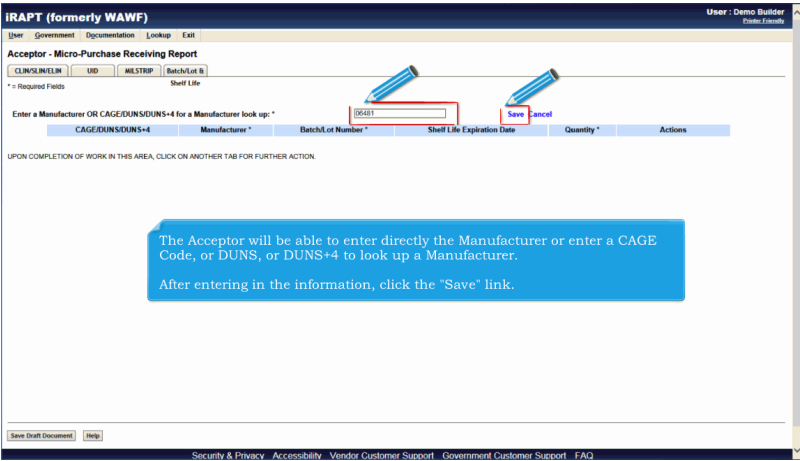 iRAPT (formerly WAWF)
User : Demo Builder
Printer Friendly
User Government Documentation Lookup Exit
Acceptor - Micro-Purchase Receiving Report
CLIN/SLIN/ELIN UID MILSTRIP Batch/Lot &
Shelf Life
* = Required Fields
Enter a Manufacturer OR CAGE/DUNS/DUNS+4 for a Manufacturer look up: * 06481 Save Cancel
CAGE/DUNS/DUNS+4 Manufacturer * Batch/Lot Number * Shelf Life Expiration Date Quantity * Actions
UPON COMPLETION OF WORK IN THIS AREA, CLICK ON ANOTHER TAB FOR FURTHER ACTION.
The Acceptor will be able to enter directly the Manufacturer or enter a CAGE
Code, or DUNS, or DUNS+4 to look up a Manufacturer.
After entering in the information, click the "Save" link.
Save Draft Document Help
Security & Privacy Accessibility Vendor Customer Support Government Customer Support FAQ